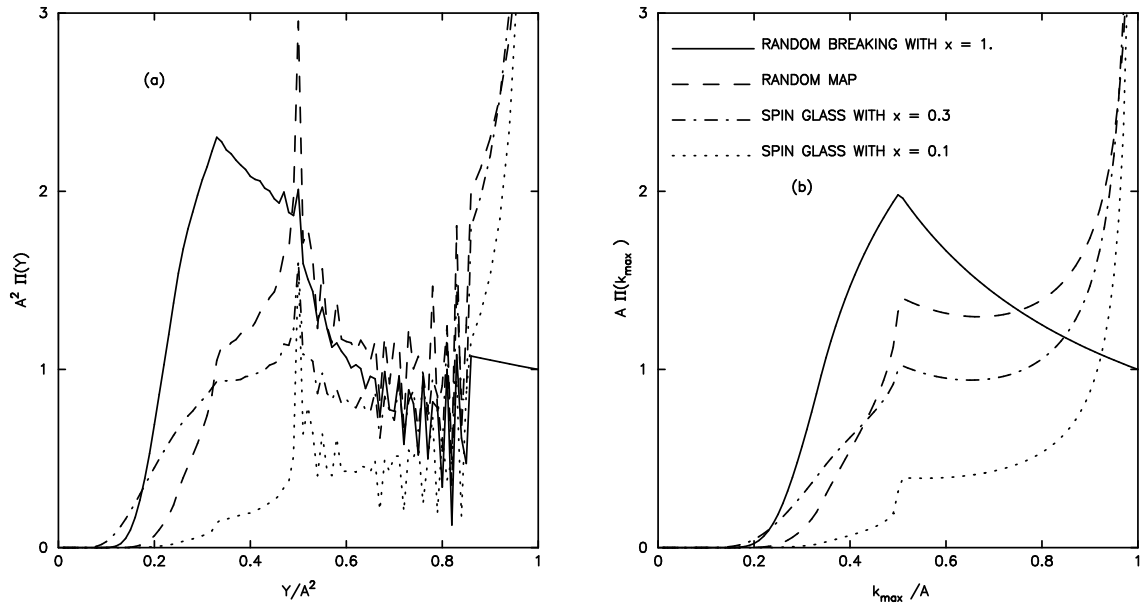 3
2
1
0
A² Π(Y)
(a)
0
0.2
0.4
0.6
0.8
1
Y/A²
3
2
1
0
A Π(k_max)
RANDOM BREAKING WITH x = 1.
RANDOM MAP
SPIN GLASS WITH x = 0.3
SPIN GLASS WITH x = 0.1
(b)
0
0.2
0.4
0.6
0.8
1
k_max /A